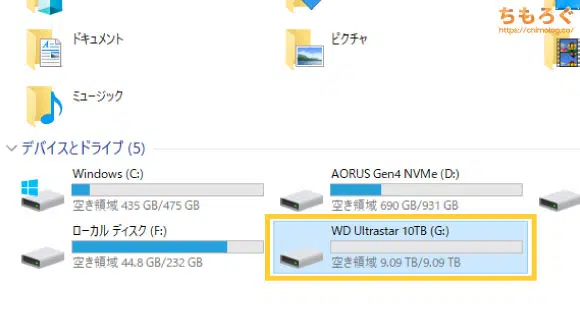 ちもろぐ
https://chimolog.co/
ドキュメント
ピクチャ
ミュージック
デバイスとドライブ (5)
Windows (C:)
空き領域 435 GB/475 GB
AORUS Gen4 NVMe (D:)
空き領域 690 GB/931 GB
ローカル ディスク (F:)
空き領域 44.8 GB/232 GB
WD Ultrastar 10TB (G:)
空き領域 9.09 TB/9.09 TB